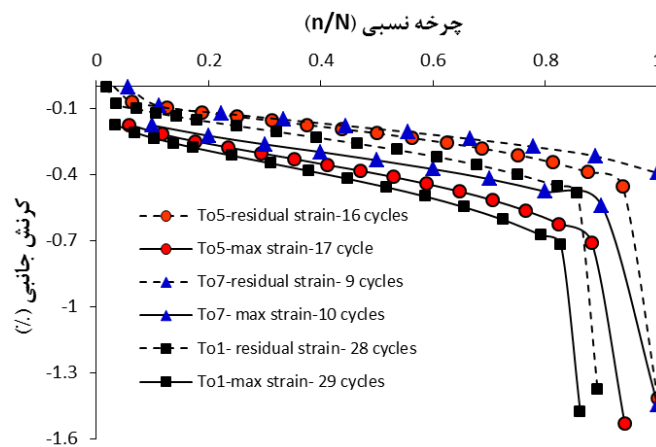 چرخه نسبی (n/N)
0
0.2
0.4
0.6
0.8
1
-0.1
-0.4
-0.7
-1
-1.3
-1.6
کرنش جانبی (٪)
To5-residual strain-16 cycles
To5-max strain-17 cycle
To7-residual strain- 9 cycles
To7- max strain-10 cycles
To1- residual strain- 28 cycles
To1-max strain- 29 cycles